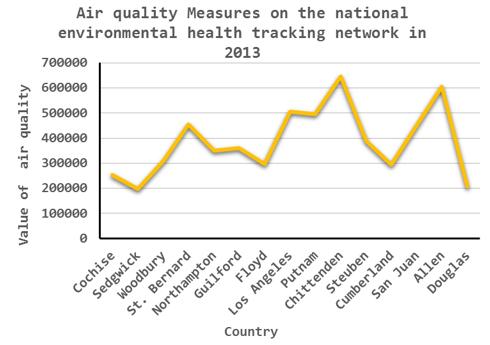 Air quality Measures on the national
environmental health tracking network in
2013
700000
600000
500000
400000
300000
200000
100000
0
Value of  air quality
Cochise
Sedgwick
Woodbury
St. Bernard
Northampton
Guilford
Floyd
Los Angeles
Putnam
Chittenden
Steuben
Cumberland
San Juan
Allen
Douglas
Country